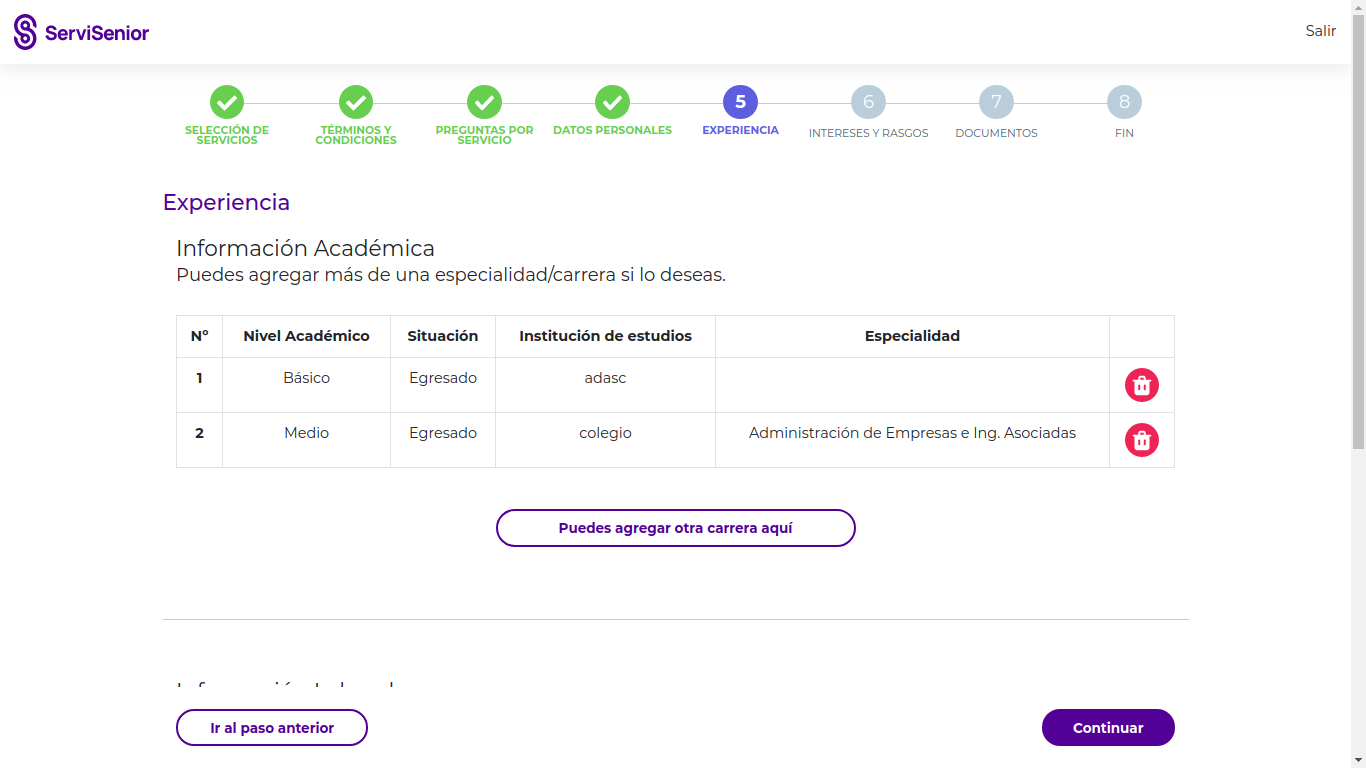 ServiSenior
Salir
5
6
7
8
SELECCIÓN DE
SERVICIOS
TÉRMINOS Y
CONDICIONES
PREGUNTAS POR
SERVICIO
DATOS PERSONALES
EXPERIENCIA
INTERESES Y RASGOS
DOCUMENTOS
FIN
Experiencia
Información Académica
Puedes agregar más de una especialidad/carrera si lo deseas.
Nº Nivel Académico Situación Institución de estudios Especialidad
1 Básico Egresado adasc
2 Medio Egresado colegio Administración de Empresas e Ing. Asociadas
Puedes agregar otra carrera aquí
Ir al paso anterior
Continuar